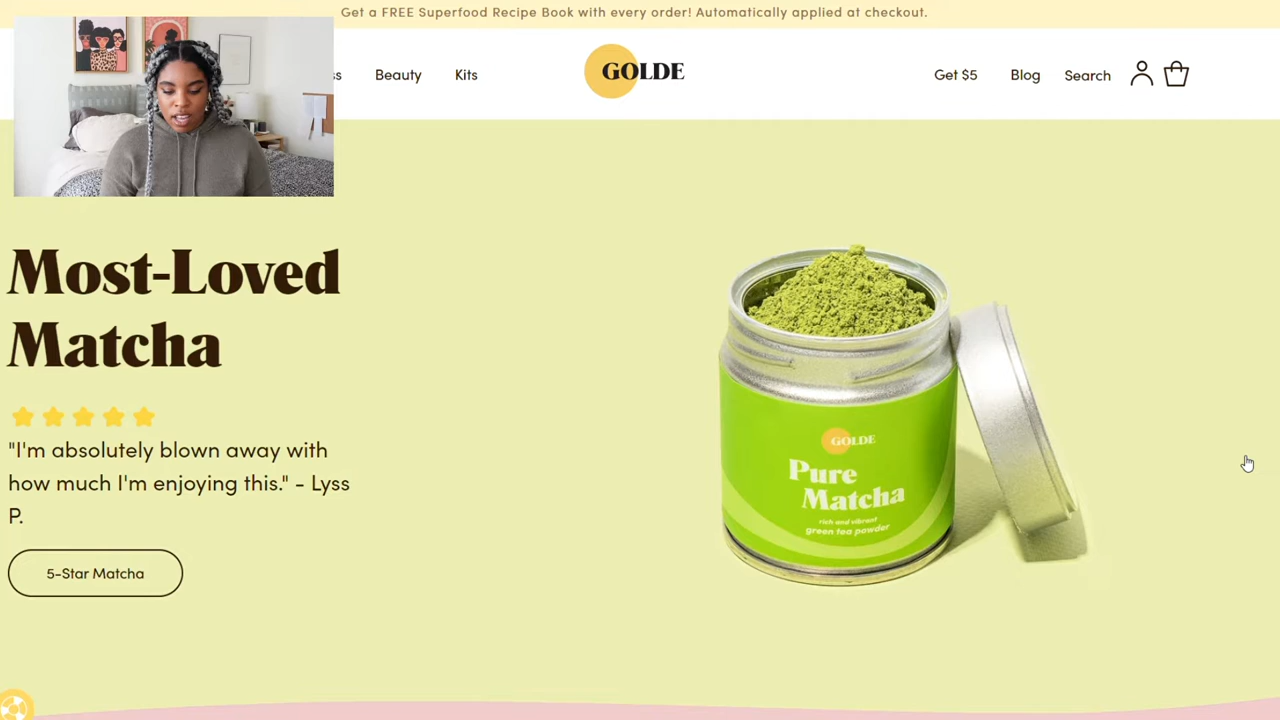 Get a FREE Superfood Recipe Book with every order! Automatically applied at checkout.
ss Beauty Kits GOLDE Get $5 Blog Search
Most-Loved
Matcha
"I'm absolutely blown away with
how much I'm enjoying this." - Lyss
P.
5-Star Matcha
GOLDE
Pure
Matcha
rich and vibrant
green tea powder